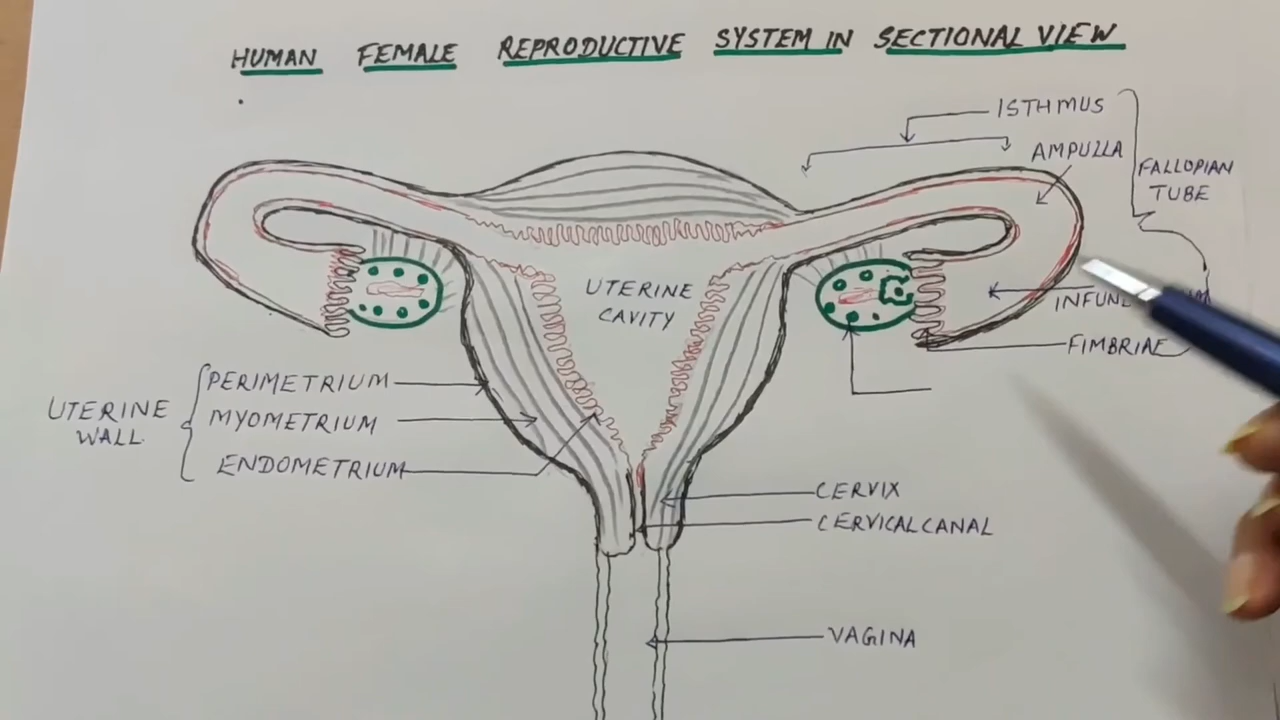 HUMAN FEMALE REPRODUCTIVE SYSTEM IN SECTIONAL VIEW
ISTHMUS
AMPULLA
FALLOPIAN
TUBE
UTERINE
CAVITY
FIMBRIAE
PERIMETRIUM
UTERINE
WALL
MYOMETRIUM
ENDOMETRIUM
CERVIX
CERVICAL CANAL
VAGINA